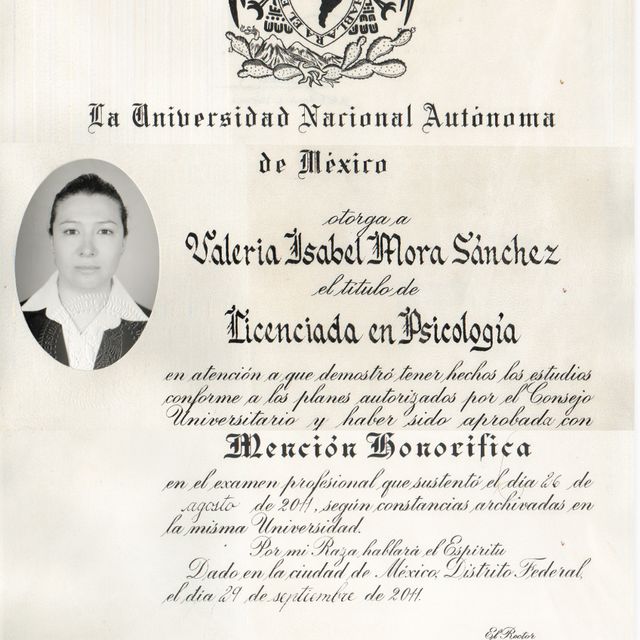 La Universidad Nacional Autónoma
de México
otorga a
Valeria Isabel Mora Sánchez
el título de
Licenciada en Psicología
en atención a que demostró tener hechos los estudios
conforme a los planes autorizados por el Consejo
Universitario y haber sido aprobada con
Mención Honorífica
en el examen profesional que sustentó el día 26 de
agosto de 2011, según constancias archivadas en
la misma Universidad.
Por mi Raza hablará el Espíritu
Dado en la ciudad de México, Distrito Federal,
el día 29 de septiembre de 2011.
El Rector